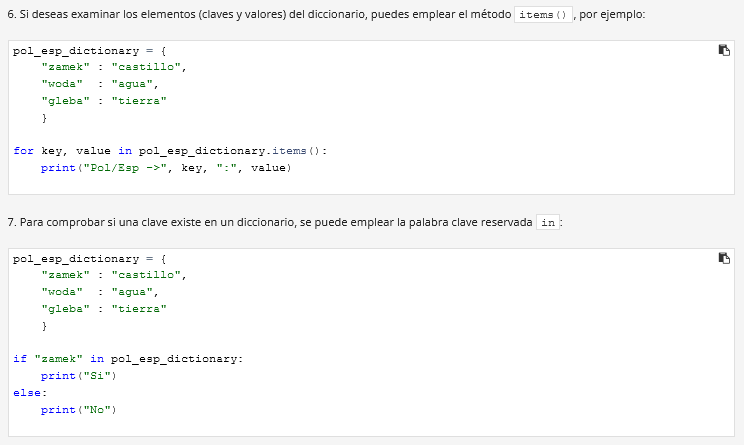 6. Si deseas examinar los elementos (claves y valores) del diccionario, puedes emplear el método items(), por ejemplo:
pol_esp_dictionary = {
    "zamek" : "castillo",
    "woda"  : "agua",
    "gleba" : "tierra"
    }

for key, value in pol_esp_dictionary.items():
    print("Pol/Esp ->", key, ":", value)
7. Para comprobar si una clave existe en un diccionario, se puede emplear la palabra clave reservada in:
pol_esp_dictionary = {
    "zamek" : "castillo",
    "woda"  : "agua",
    "gleba" : "tierra"
    }

if "zamek" in pol_esp_dictionary:
    print("Si")
else:
    print("No")